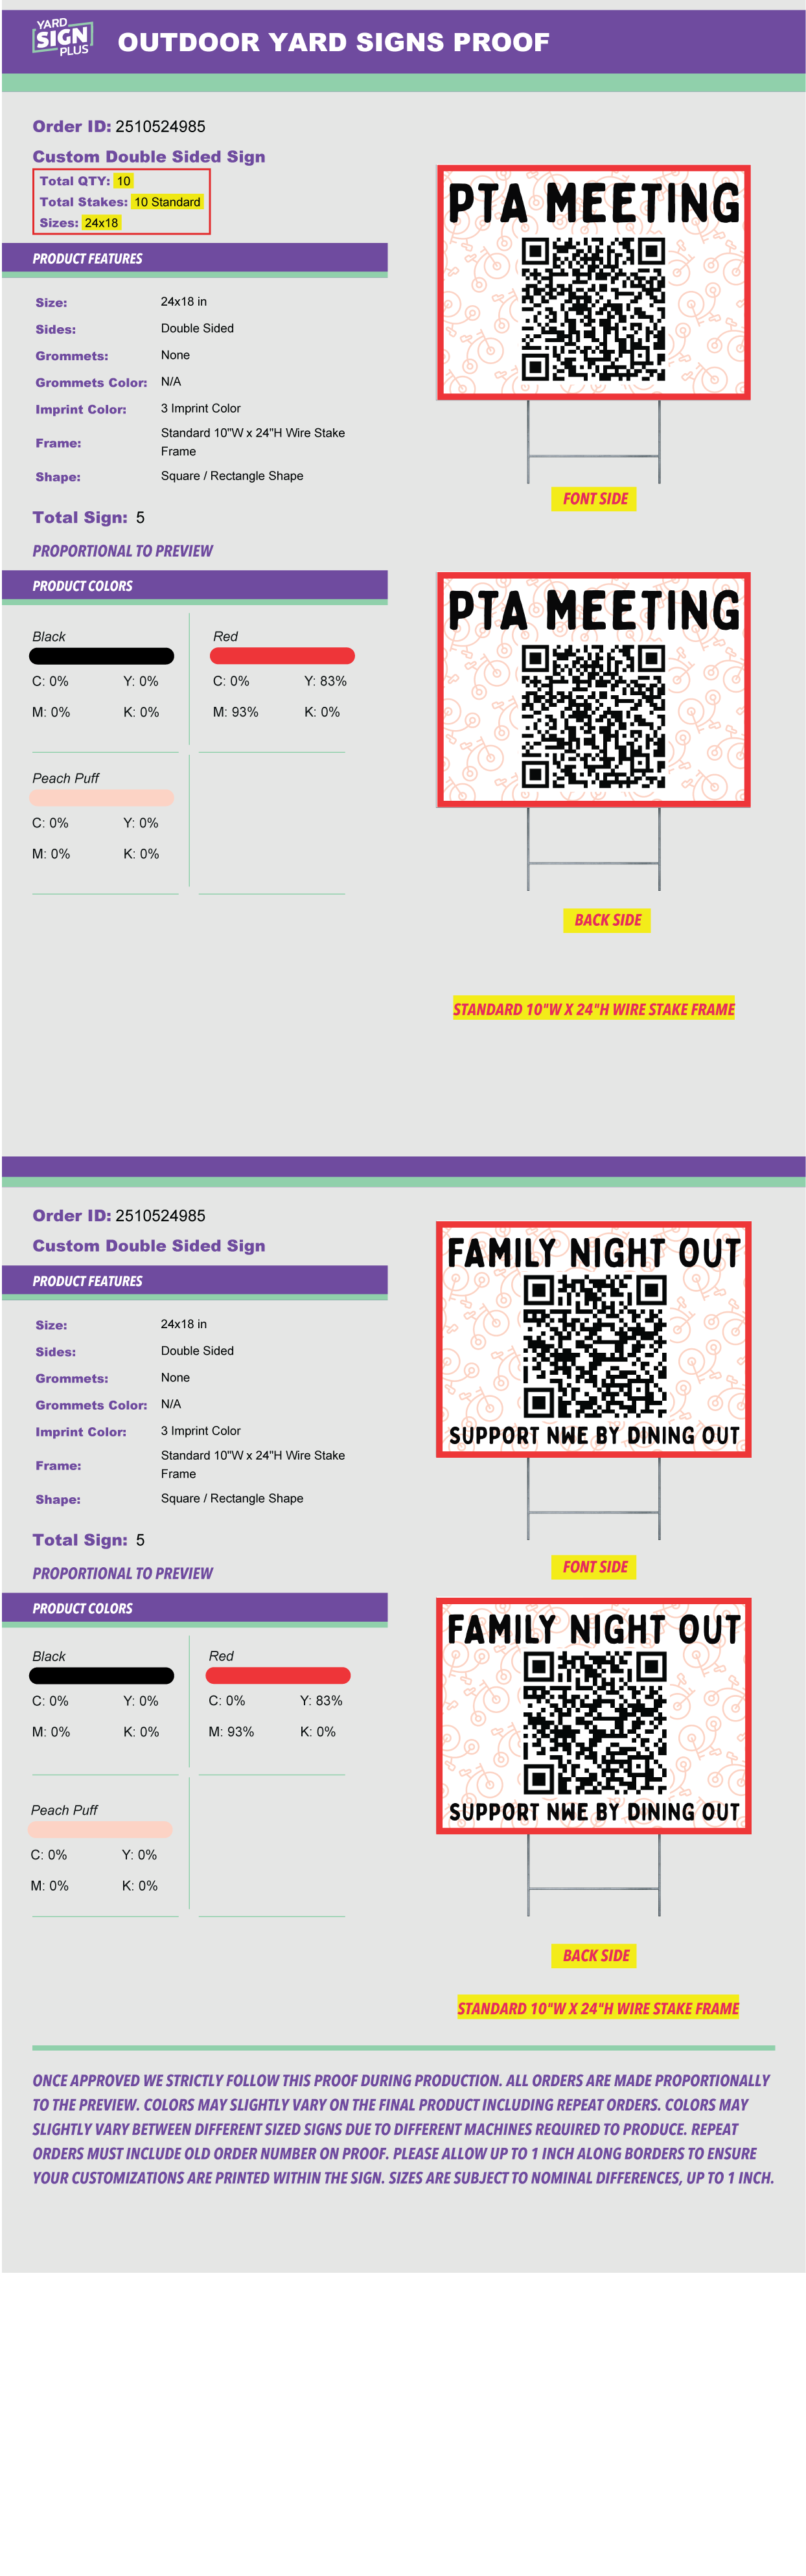 YARD
SIGN
PLUS
OUTDOOR YARD SIGNS PROOF
Order ID: 2510524985
Custom Double Sided Sign
Total QTY: 10
Total Stakes: 10 Standard
Sizes: 24x18
PRODUCT FEATURES
Size: 24x18 in
Sides: Double Sided
Grommets: None
Grommets Color: N/A
Imprint Color: 3 Imprint Color
Frame: Standard 10"W x 24"H Wire Stake
Frame
Shape: Square / Rectangle Shape
Total Sign: 5
PROPORTIONAL TO PREVIEW
PTA MEETING
FONT SIDE
PRODUCT COLORS
Black
C: 0% Y: 0%
M: 0% K: 0%
Red
C: 0% Y: 83%
M: 93% K: 0%
Peach Puff
C: 0% Y: 0%
M: 0% K: 0%
PTA MEETING
BACK SIDE
STANDARD 10"W X 24"H WIRE STAKE FRAME
Order ID: 2510524985
Custom Double Sided Sign
PRODUCT FEATURES
Size: 24x18 in
Sides: Double Sided
Grommets: None
Grommets Color: N/A
Imprint Color: 3 Imprint Color
Frame: Standard 10"W x 24"H Wire Stake
Frame
Shape: Square / Rectangle Shape
Total Sign: 5
PROPORTIONAL TO PREVIEW
FAMILY NIGHT OUT
SUPPORT NWE BY DINING OUT
FONT SIDE
PRODUCT COLORS
Black
C: 0% Y: 0%
M: 0% K: 0%
Red
C: 0% Y: 83%
M: 93% K: 0%
Peach Puff
C: 0% Y: 0%
M: 0% K: 0%
FAMILY NIGHT OUT
SUPPORT NWE BY DINING OUT
BACK SIDE
STANDARD 10"W X 24"H WIRE STAKE FRAME
ONCE APPROVED WE STRICTLY FOLLOW THIS PROOF DURING PRODUCTION. ALL ORDERS ARE MADE PROPORTIONALLY
TO THE PREVIEW. COLORS MAY SLIGHTLY VARY ON THE FINAL PRODUCT INCLUDING REPEAT ORDERS. COLORS MAY
SLIGHTLY VARY BETWEEN DIFFERENT SIZED SIGNS DUE TO DIFFERENT MACHINES REQUIRED TO PRODUCE. REPEAT
ORDERS MUST INCLUDE OLD ORDER NUMBER ON PROOF. PLEASE ALLOW UP TO 1 INCH ALONG BORDERS TO ENSURE
YOUR CUSTOMIZATIONS ARE PRINTED WITHIN THE SIGN. SIZES ARE SUBJECT TO NOMINAL DIFFERENCES, UP TO 1 INCH.